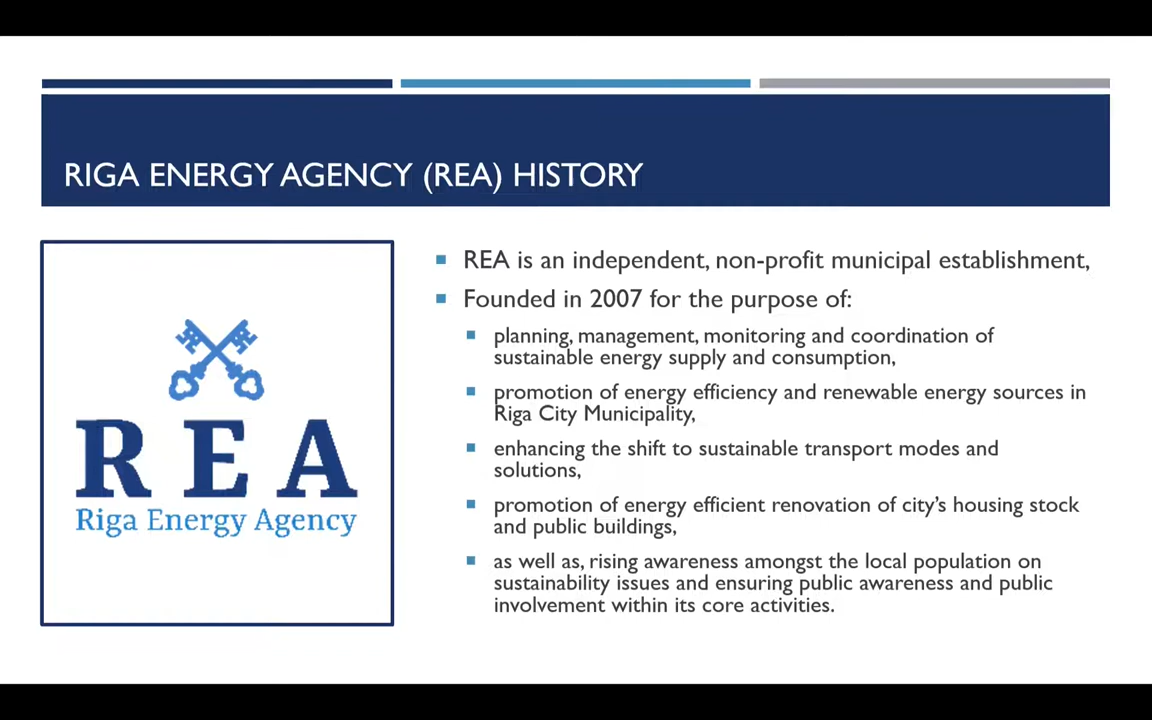 RIGA ENERGY AGENCY (REA) HISTORY
R E A
Riga Energy Agency
REA is an independent, non-profit municipal establishment,
Founded in 2007 for the purpose of:
planning, management, monitoring and coordination of
sustainable energy supply and consumption,
promotion of energy efficiency and renewable energy sources in
Riga City Municipality,
enhancing the shift to sustainable transport modes and
solutions,
promotion of energy efficient renovation of city’s housing stock
and public buildings,
as well as, rising awareness amongst the local population on
sustainability issues and ensuring public awareness and public
involvement within its core activities.